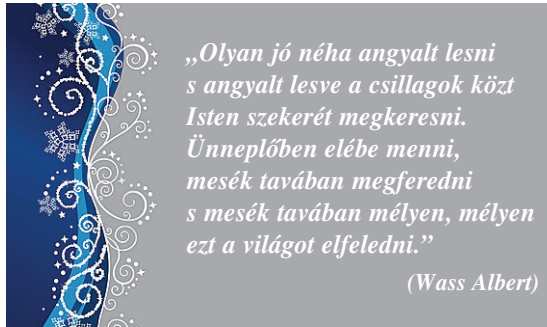 „Olyan jó néha angyalt lesni
s angyalt lesve a csillagok közt
Isten szekerét megkeresni.
Ünneplőben elébe menni,
mesék tavában megferedni
s mesék tavában mélyen, mélyen
ezt a világot elfeledni.”
(Wass Albert)